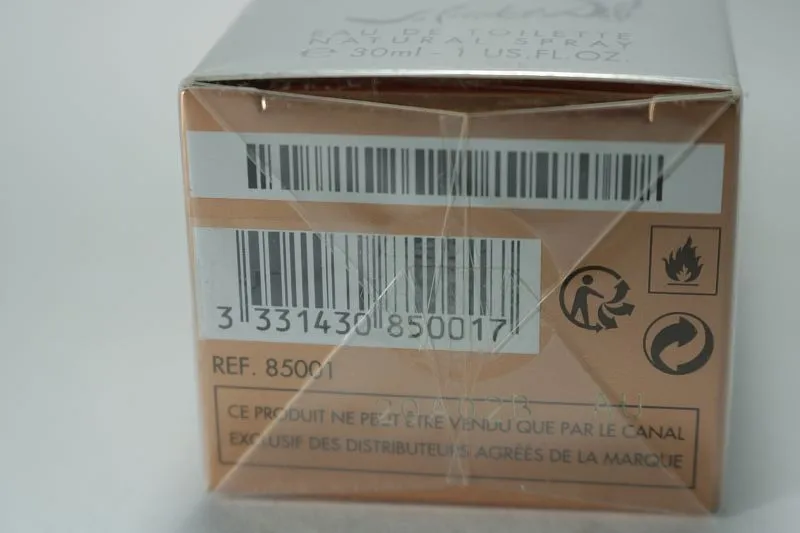 EAU DE TOILETTE
NATURAL SPRAY
℮ 30ml - 1 US.FL.OZ.
3 331430 850017
REF. 85001
CE PRODUIT NE PEUT ÊTRE VENDU QUE PAR LE CANAL
EXCLUSIF DES DISTRIBUTEURS AGRÉÉS DE LA MARQUE